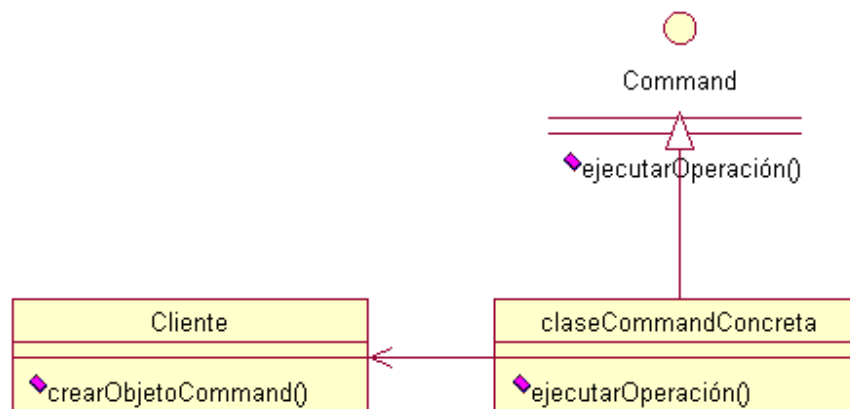 Command
ejecutarOperación()
Cliente
claseCommandConcreta
crearObjetoCommand()
ejecutarOperación()